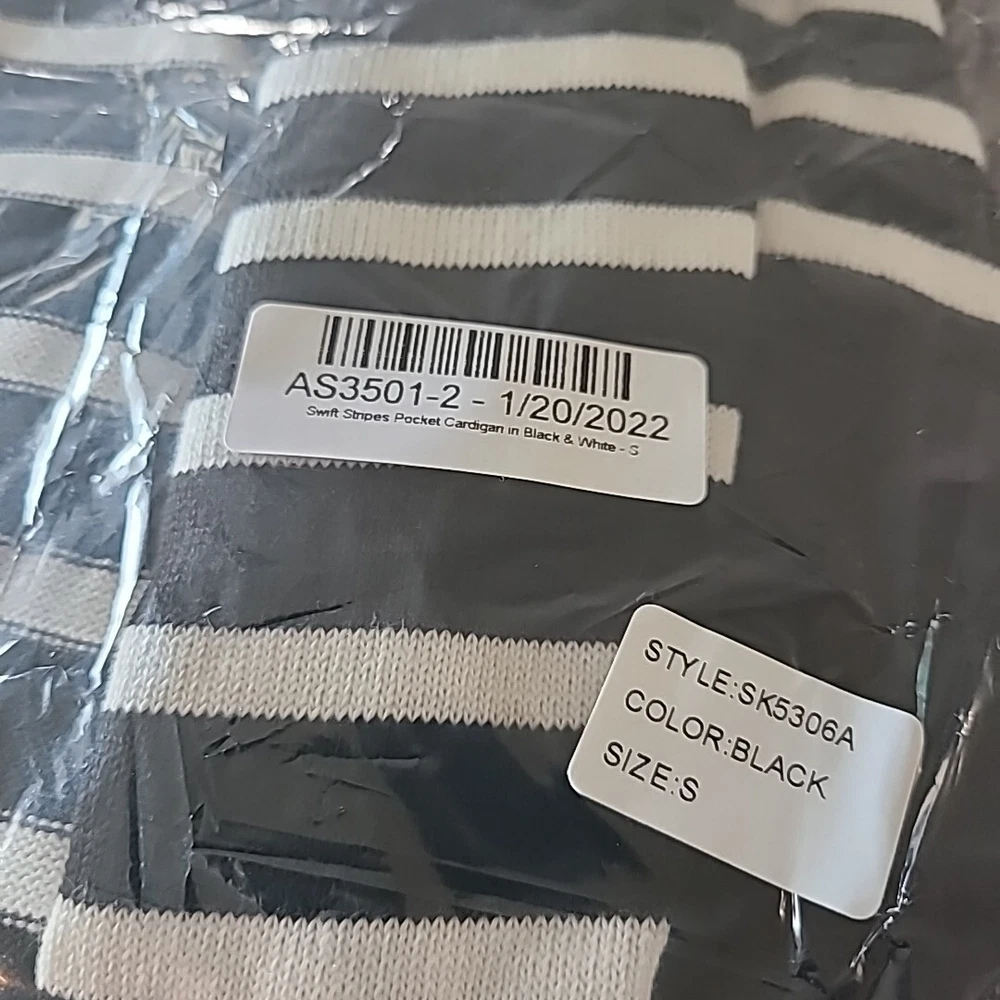 AS3501-2 - 1/20/2022
Swift Stripes Pocket Cardigan in Black & White - S
STYLE:SK5306A
COLOR:BLACK
SIZE:S